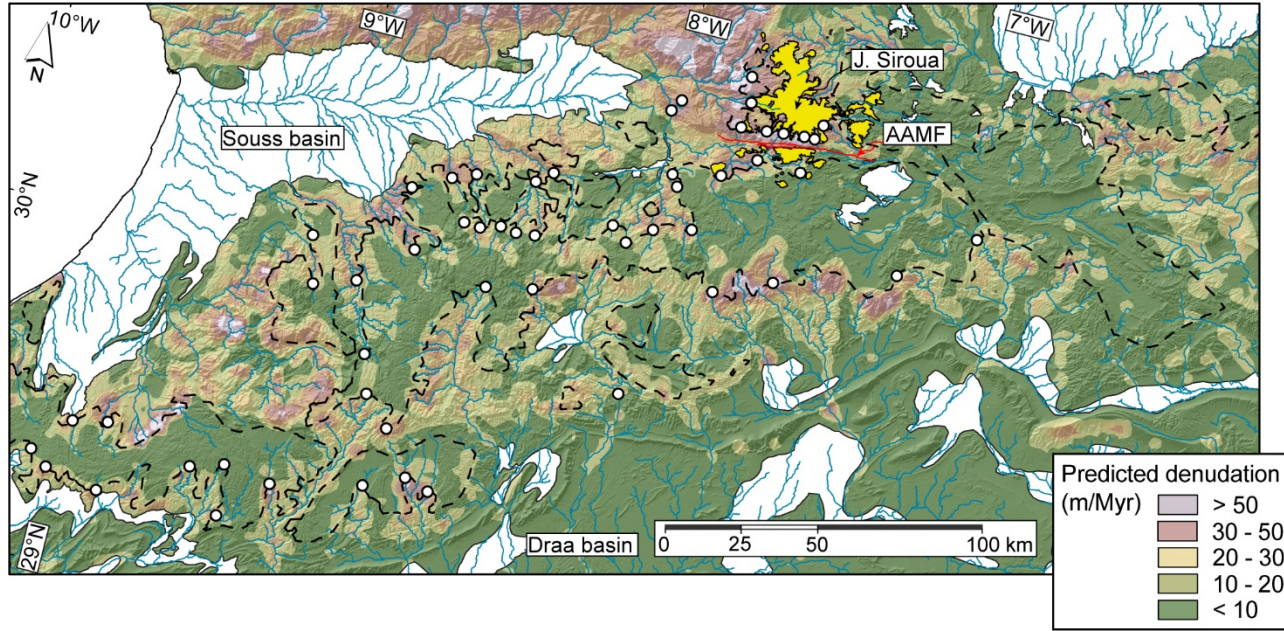 10°W
9°W
8°W
7°W
N
J. Siroua
Souss basin
AAMF
30°N
29°N
Draa basin
0 25 50 100 km
Predicted denudation
(m/Myr)
> 50
30 - 50
20 - 30
10 - 20
< 10